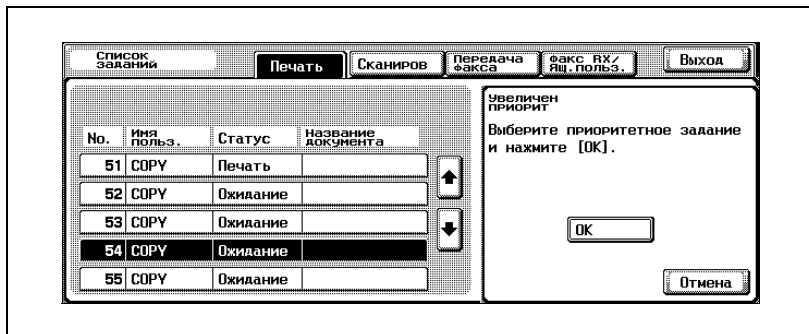 Список
заданий
Печать
Сканиров
Передача
факса
Факс RX/
Ящ.польз.
Выход
No.
Имя
польз.
Статус
Название
документа
51 COPY Печать
52 COPY Ожидание
53 COPY Ожидание
54 COPY Ожидание
55 COPY Ожидание
Увеличен
приорит
Выберите приоритетное задание
и нажмите [OK].
OK
Отмена